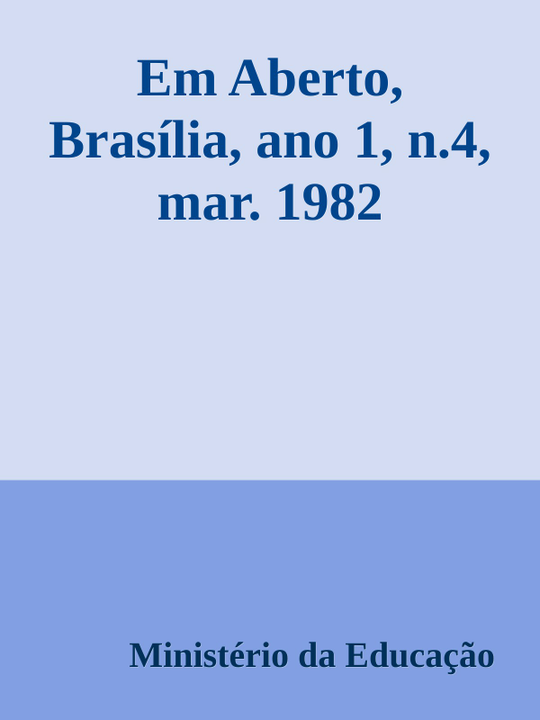 Em Aberto,
Brasília, ano 1, n.4,
mar. 1982
Ministério da Educação